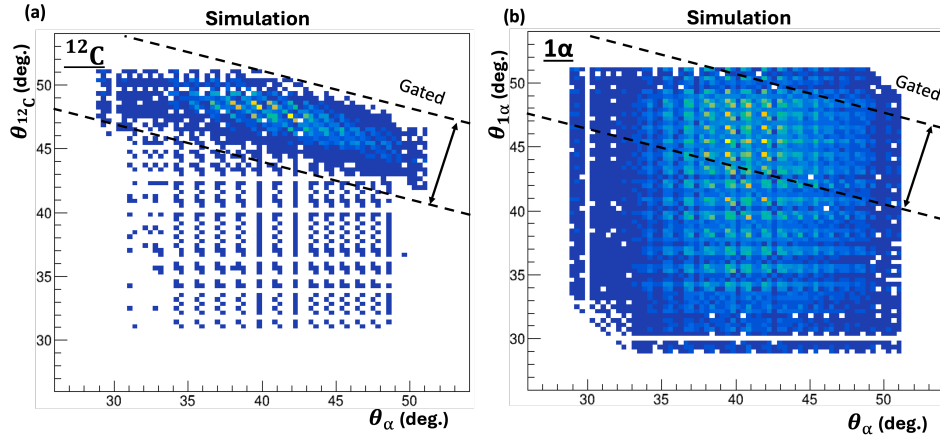 (a)
Simulation
¹²C
Gated
θ₁₂C (deg.)
50
45
40
35
30
30
35
40
45
50
θα (deg.)
(b)
Simulation
1α
Gated
θ1α (deg.)
50
45
40
35
30
30
35
40
45
50
θα (deg.)